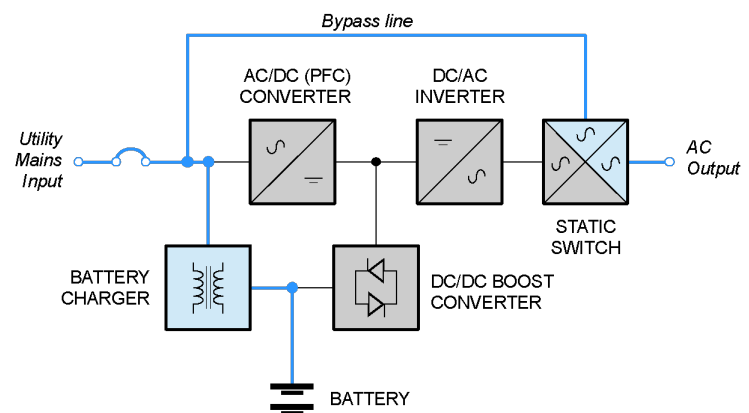 Bypass line
AC/DC (PFC)
CONVERTER
DC/AC
INVERTER
Utility
Mains
Input
AC
Output
STATIC
SWITCH
BATTERY
CHARGER
DC/DC BOOST
CONVERTER
BATTERY